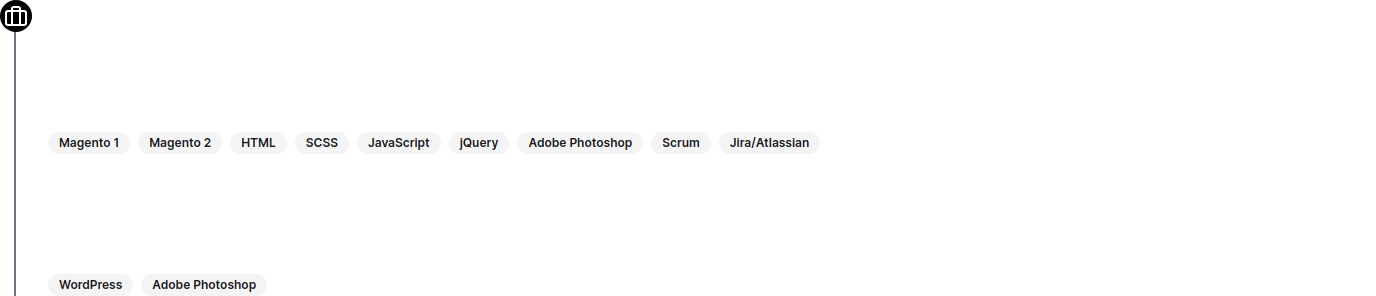 Magento 1 Magento 2 HTML SCSS JavaScript jQuery Adobe Photoshop Scrum Jira/Atlassian
WordPress Adobe Photoshop